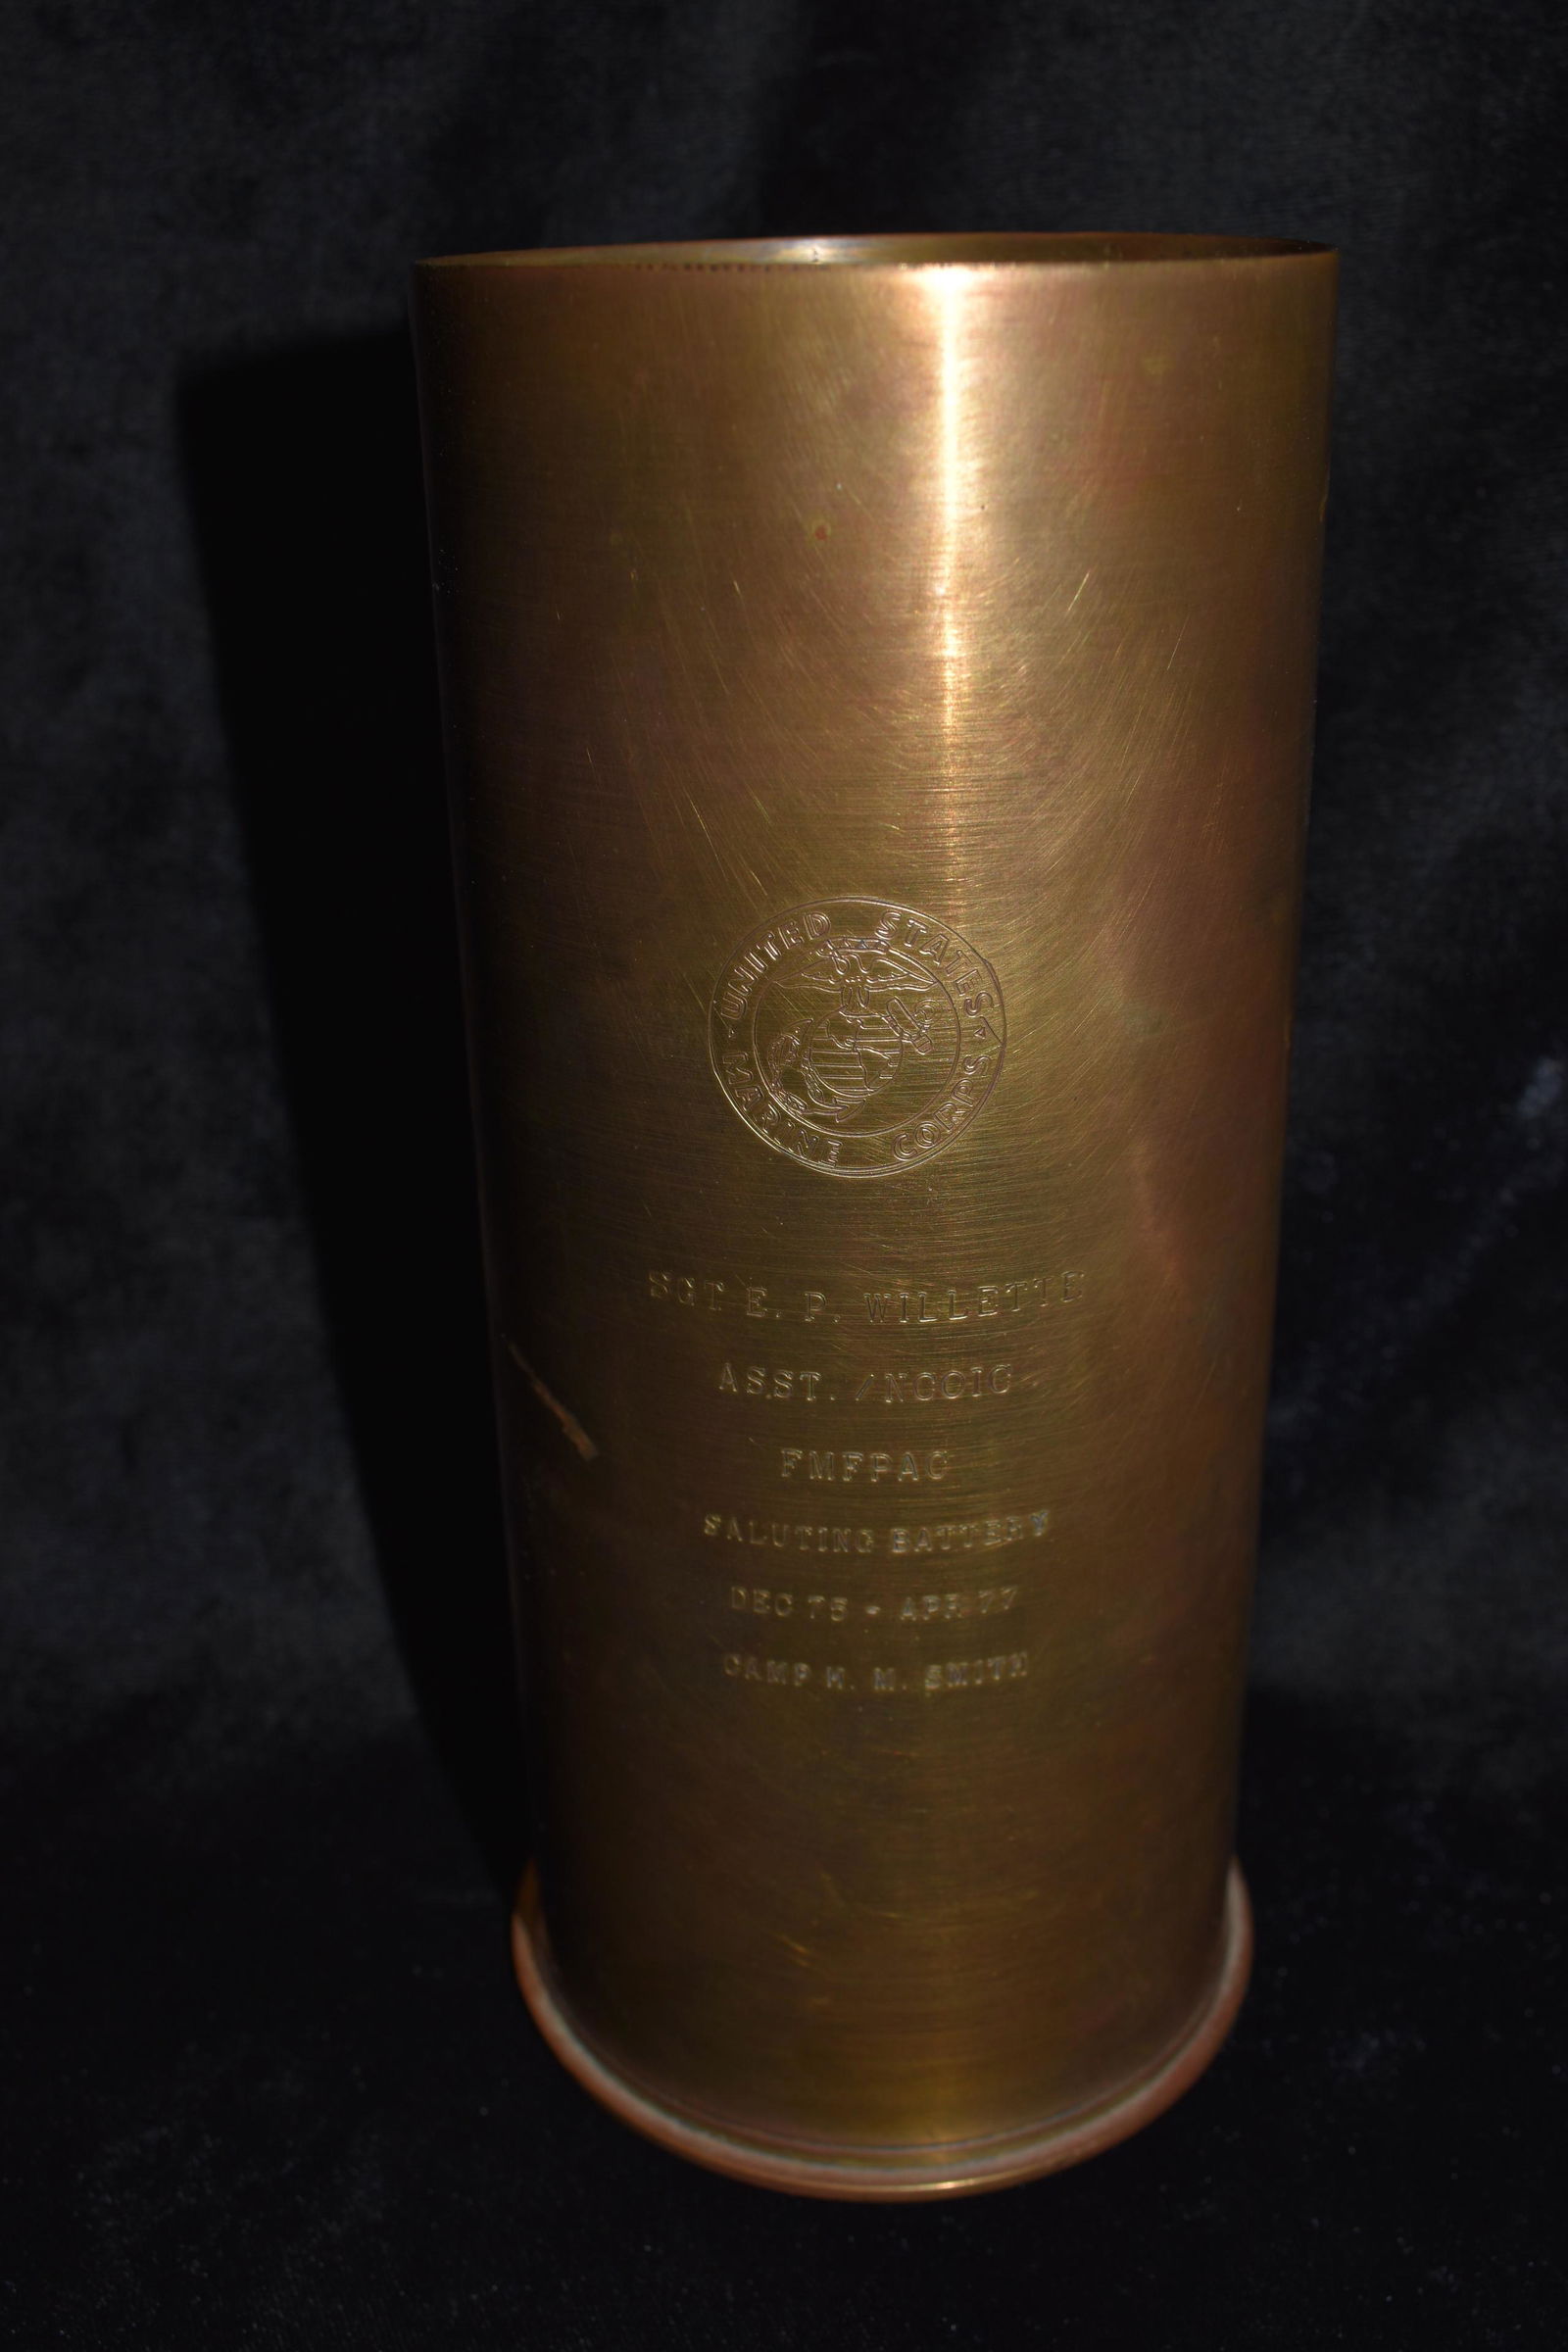 UNITED STATES
MARINE CORPS
SGT E. P. WILLETTE
ASST. /NCOIC
FMFPAC
SALUTING BATTERY
DEC 75 - APR 77
CAMP H. M. SMITH